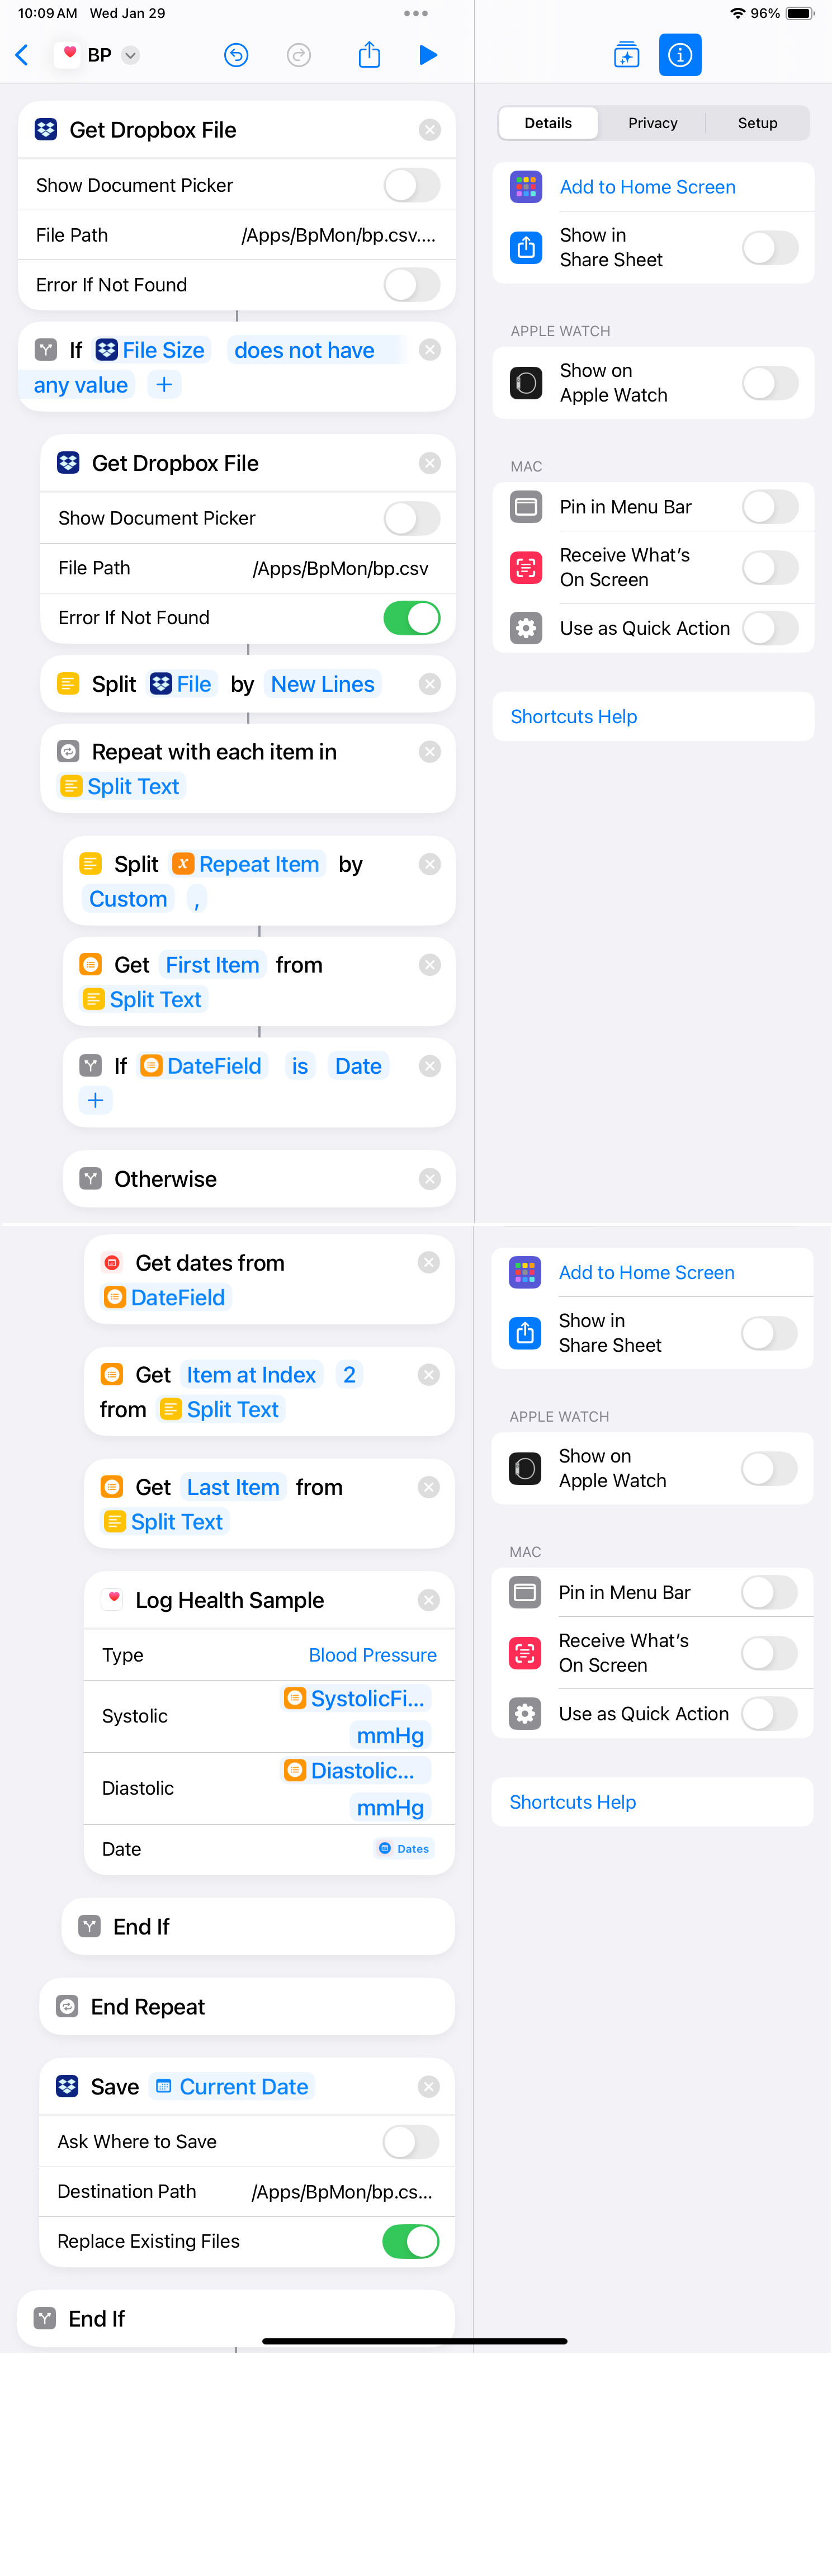 10:09 AM Wed Jan 29
96%
BP
Get Dropbox File
Show Document Picker
File Path /Apps/BpMon/bp.csv....
Error If Not Found
If File Size does not have
any value +
Get Dropbox File
Show Document Picker
File Path /Apps/BpMon/bp.csv
Error If Not Found
Split File by New Lines
Repeat with each item in
Split Text
Split Repeat Item by
Custom ,
Get First Item from
Split Text
If DateField is Date
+
Otherwise
Get dates from
DateField
Get Item at Index 2
from Split Text
Get Last Item from
Split Text
Log Health Sample
Type Blood Pressure
Systolic SystolicFi...
mmHg
Diastolic Diastolic...
mmHg
Date Dates
End If
End Repeat
Save Current Date
Ask Where to Save
Destination Path /Apps/BpMon/bp.cs...
Replace Existing Files
End If
Details Privacy Setup
Add to Home Screen
Show in
Share Sheet
APPLE WATCH
Show on
Apple Watch
MAC
Pin in Menu Bar
Receive What's
On Screen
Use as Quick Action
Shortcuts Help
Add to Home Screen
Show in
Share Sheet
APPLE WATCH
Show on
Apple Watch
MAC
Pin in Menu Bar
Receive What's
On Screen
Use as Quick Action
Shortcuts Help